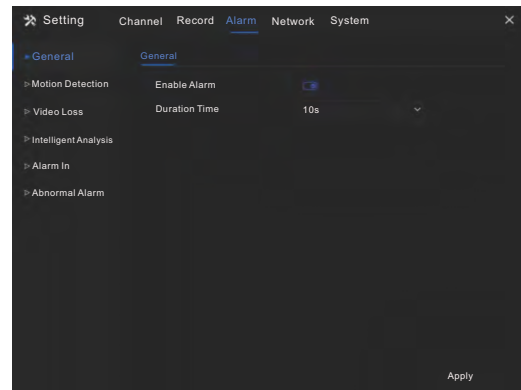 Setting Channel Record Alarm Network System
General General
Motion Detection Enable Alarm
Video Loss Duration Time 10s
Intelligent Analysis
Alarm In
Abnormal Alarm
Apply